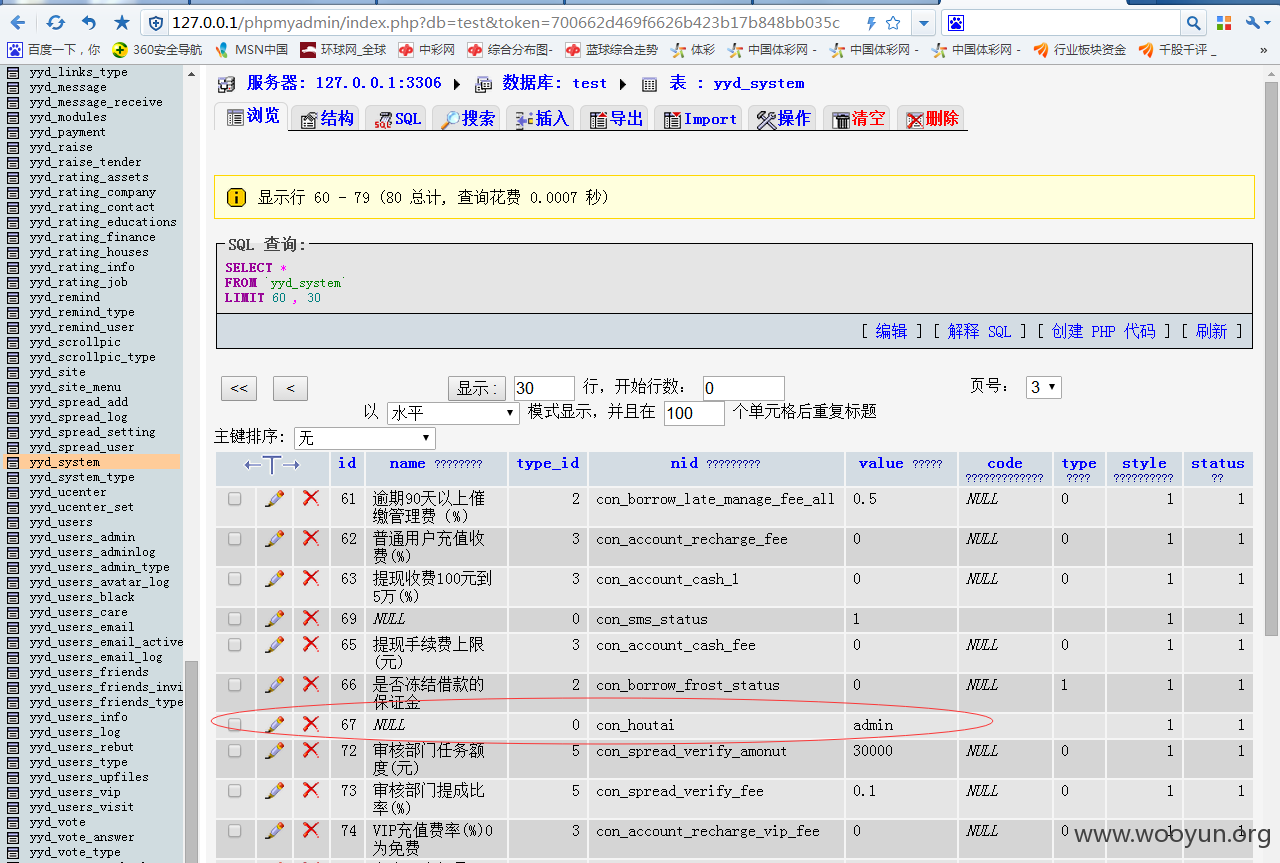 127.0.0.1/phpmyadmin/index.php?db=test&token=700662d469f6626b423b17b848bb035c
百度一下，你 360安全导航 MSN中国 环球网_全球 中彩网 综合分布图_ 蓝球综合走势 体彩 中国体彩网 - 中国体彩网 - 中国体彩网 - 行业板块资金 千股千评_ »
yyd_links_type
yyd_message
yyd_message_receive
yyd_modules
yyd_payment
yyd_raise
yyd_raise_tender
yyd_rating_assets
yyd_rating_company
yyd_rating_contact
yyd_rating_educations
yyd_rating_finance
yyd_rating_houses
yyd_rating_info
yyd_rating_job
yyd_remind
yyd_remind_type
yyd_remind_user
yyd_scrollpic
yyd_scrollpic_type
yyd_site
yyd_site_menu
yyd_spread_add
yyd_spread_log
yyd_spread_setting
yyd_spread_user
yyd_system
yyd_system_type
yyd_ucenter
yyd_ucenter_set
yyd_users
yyd_users_admin
yyd_users_adminlog
yyd_users_admin_type
yyd_users_avatar_log
yyd_users_black
yyd_users_care
yyd_users_email
yyd_users_email_active
yyd_users_email_log
yyd_users_friends
yyd_users_friends_invi
yyd_users_friends_type
yyd_users_info
yyd_users_log
yyd_users_rebut
yyd_users_type
yyd_users_upfiles
yyd_users_vip
yyd_users_visit
yyd_vote
yyd_vote_answer
yyd_vote_type
服务器: 127.0.0.1:3306 ▶ 数据库: test ▶ 表 : yyd_system
浏览 结构 SQL 搜索 插入 导出 Import 操作 清空 删除
显示行 60 - 79 (80 总计, 查询花费 0.0007 秒)
SQL 查询:
SELECT *
FROM `yyd_system`
LIMIT 60 , 30
[ 编辑 ] [ 解释 SQL ] [ 创建 PHP 代码 ] [ 刷新 ]
<< < 显示 : 30 行，开始行数: 0 页号: 3
以 水平 模式显示，并且在 100 个单元格后重复标题
主键排序: 无
←T→ id name ???????? type_id nid ????????? value ????? code ????????????? type ???? style ?????????? status ??
61 逾期90天以上催缴管理费（%） 2 con_borrow_late_manage_fee_all 0.5 NULL 0 1 1
62 普通用户充值收费(%) 3 con_account_recharge_fee 0 NULL 0 1 1
63 提现收费100元到5万(%) 3 con_account_cash_1 0 NULL 0 1 1
69 NULL 0 con_sms_status 1 1 1
65 提现手续费上限(元) 3 con_account_cash_fee 0 NULL 0 1 1
66 是否冻结借款的保证金 2 con_borrow_frost_status 0 NULL 1 1 1
67 NULL 0 con_houtai admin 1 1
72 审核部门任务额度(元) 5 con_spread_verify_amonut 30000 NULL 0 1 1
73 审核部门提成比率(%) 5 con_spread_verify_fee 0.1 NULL 0 1 1
74 VIP充值费率(%)0为免费 3 con_account_recharge_vip_fee 0 NULL 0 1 1
www.wooyun.org